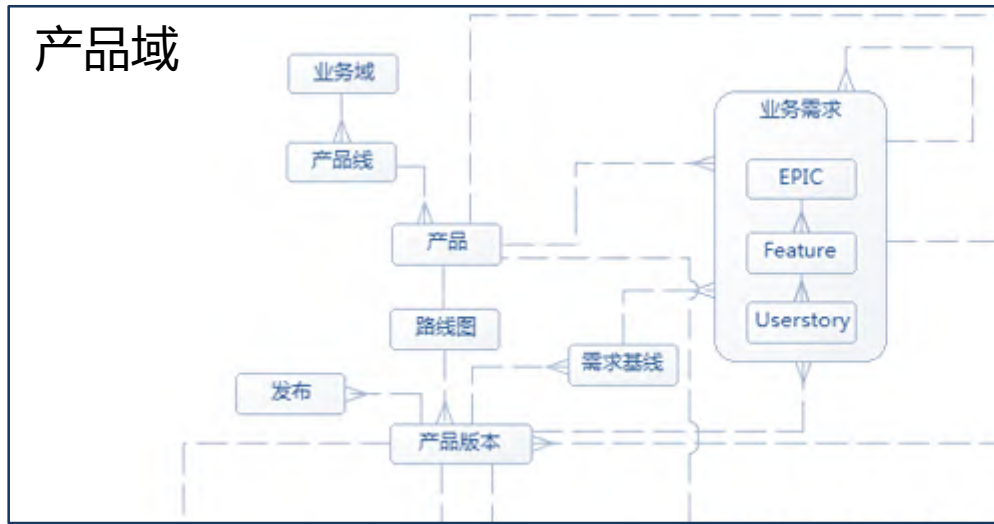 产品域
业务域
业务需求
产品线
EPIC
产品
Feature
路线图
Userstory
需求基线
发布
产品版本